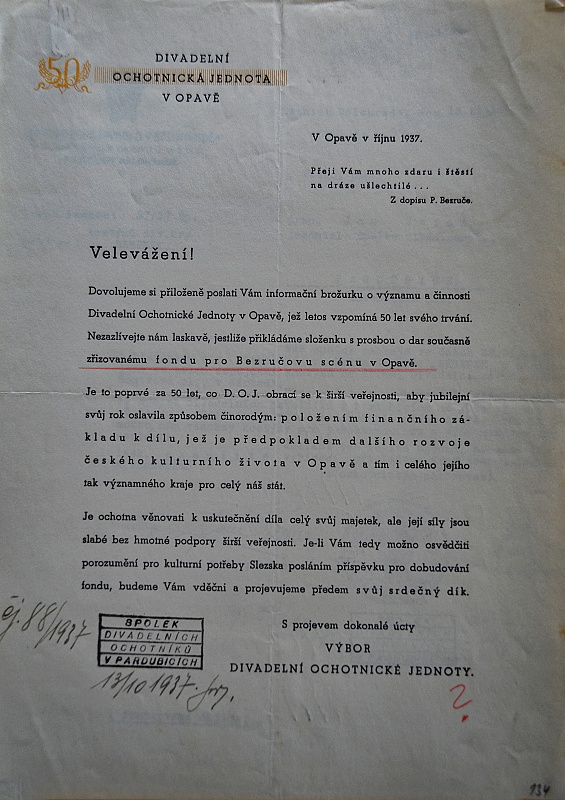 50
DIVADELNÍ
OCHOTNICKÁ JEDNOTA
V OPAVĚ
V Opavě v říjnu 1937.
Přeji Vám mnoho zdaru i štěstí
na dráze ušlechtilé ...
Z dopisu P. Bezruče.
Velevážení!
Dovolujeme si přiloženě poslati Vám informační brožurku o významu a činnosti
Divadelní Ochotnické Jednoty v Opavě, jež letos vzpomíná 50 let svého trvání.
Nezazlívejte nám laskavě, jestliže přikládáme složenku s prosbou o dar současně
zřizovanému fondu pro Bezručovu scénu v Opavě.
Je to poprvé za 50 let, co D. O. J. obrací se k širší veřejnosti, aby jubilejní
svůj rok oslavila způsobem činorodým: položením finančního zá-
kladu k dílu, jež je předpokladem dalšího rozvoje
českého kulturního života v Opavě a tím i celého jejího
tak významného kraje pro celý náš stát.
Je ochotna věnovati k uskutečnění díla celý svůj majetek, ale její síly jsou
slabé bez hmotné podpory širší veřejnosti. Je-li Vám tedy možno osvědčiti
porozumění pro kulturní potřeby Slezska posláním příspěvku pro dobudování
fondu, budeme Vám vděčni a projevujeme předem svůj srdečný dík.
čj. 88/1937
SPOLEK
DIVADELNÍCH
OCHOTNÍKŮ
V PARDUBICÍCH
13/10 1937
S projevem dokonalé úcty
VÝBOR
DIVADELNÍ OCHOTNICKÉ JEDNOTY.
?
134